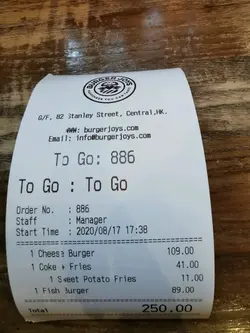 BURGER JOYS
G/F. 82 Stanley Street, Central,HK.
WWW: burgerjoys.com
Email: info@burgerjoys.com
To Go: 886
To Go : To Go
Order No. : 886
Staff : Manager
Start Time : 2020/08/17 17:38
1 Cheese Burger 109.00
1 Coke + Fries 41.00
1 Sweet Potato Fries 11.00
1 Fish Burger 89.00
Total 250.00